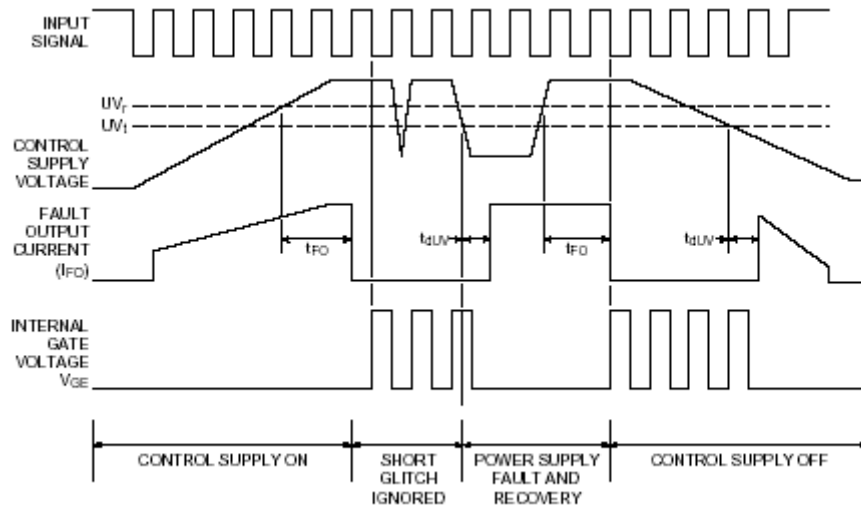 INPUT
SIGNAL
UVr
UVt
CONTROL
SUPPLY
VOLTAGE
FAULT
OUTPUT
CURRENT
(IFO)
tFO
tdUV
tFO
tdUV
INTERNAL
GATE
VOLTAGE
VGE
CONTROL SUPPLY ON
SHORT
GLITCH
IGNORED
POWER SUPPLY
FAULT AND
RECOVERY
CONTROL SUPPLY OFF